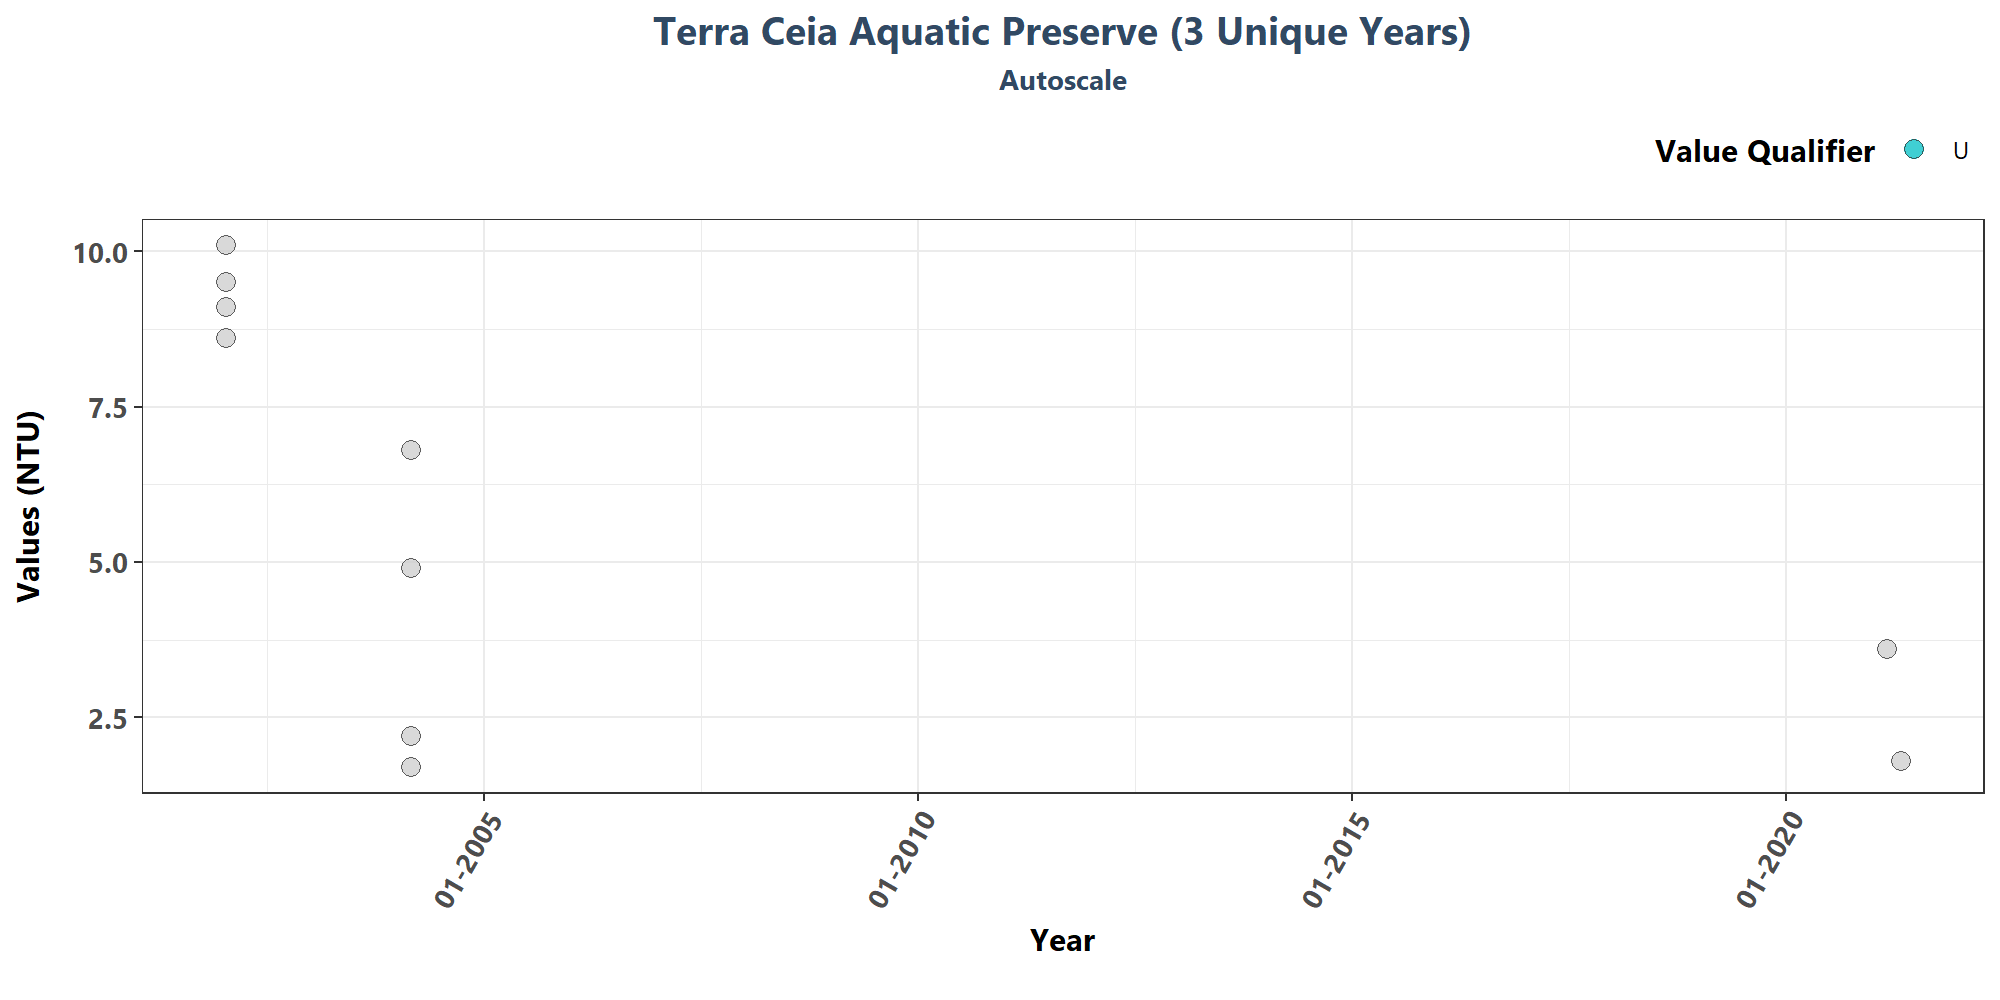 Terra Ceia Aquatic Preserve (3 Unique Years)
Autoscale
Value Qualifier U
10.0
7.5
5.0
2.5
Values (NTU)
01-2005
01-2010
01-2015
01-2020
Year